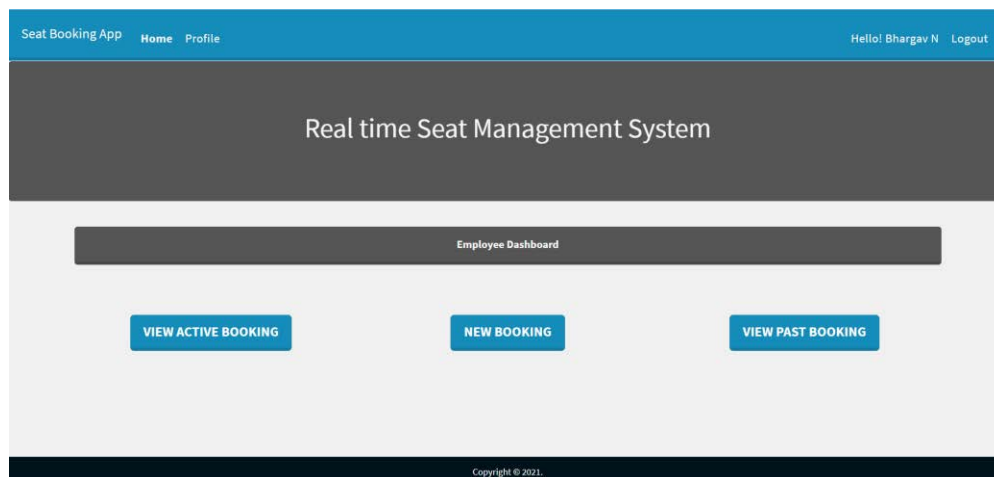 Seat Booking App Home Profile Hello! Bhargav N Logout
Real time Seat Management System
Employee Dashboard
VIEW ACTIVE BOOKING NEW BOOKING VIEW PAST BOOKING
Copyright © 2021.